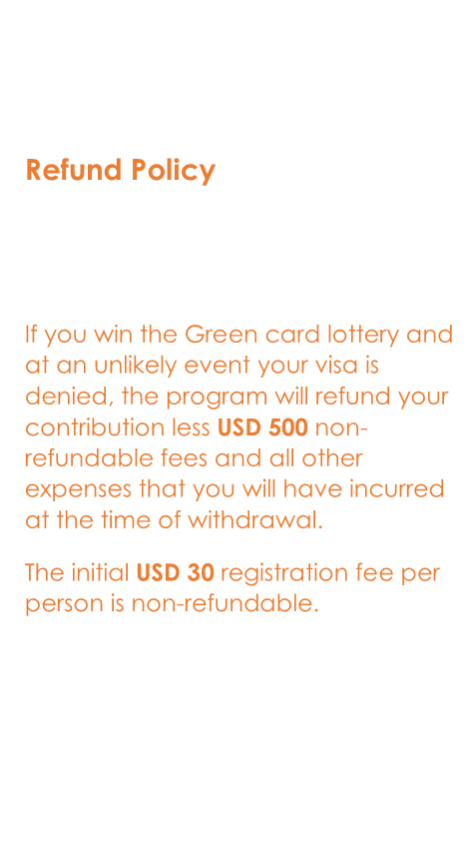 Refund Policy
If you win the Green card lottery and
at an unlikely event your visa is
denied, the program will refund your
contribution less USD 500 non-
refundable fees and all other
expenses that you will have incurred
at the time of withdrawal.
The initial USD 30 registration fee per
person is non-refundable.